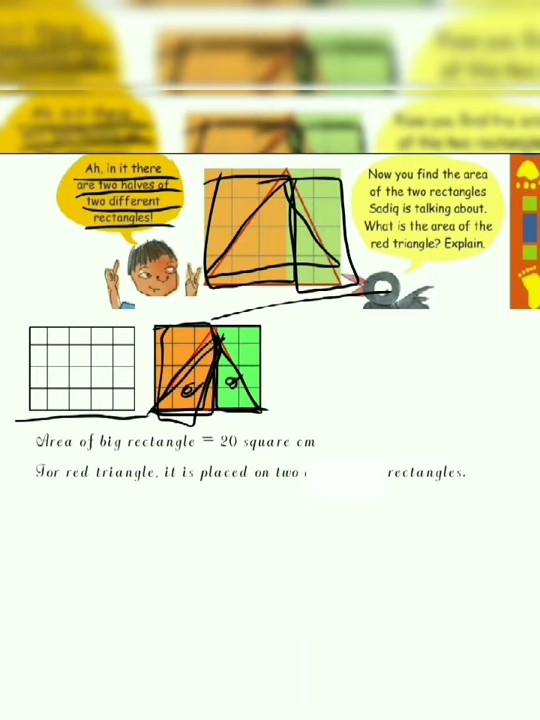 Ah, in it there
are two halves of
two different
rectangles!
Now you find the area
of the two rectangles
Sadiq is talking about.
What is the area of the
red triangle? Explain.
Area of big rectangle = 20 square cm
For red triangle, it is placed on two
rectangles.